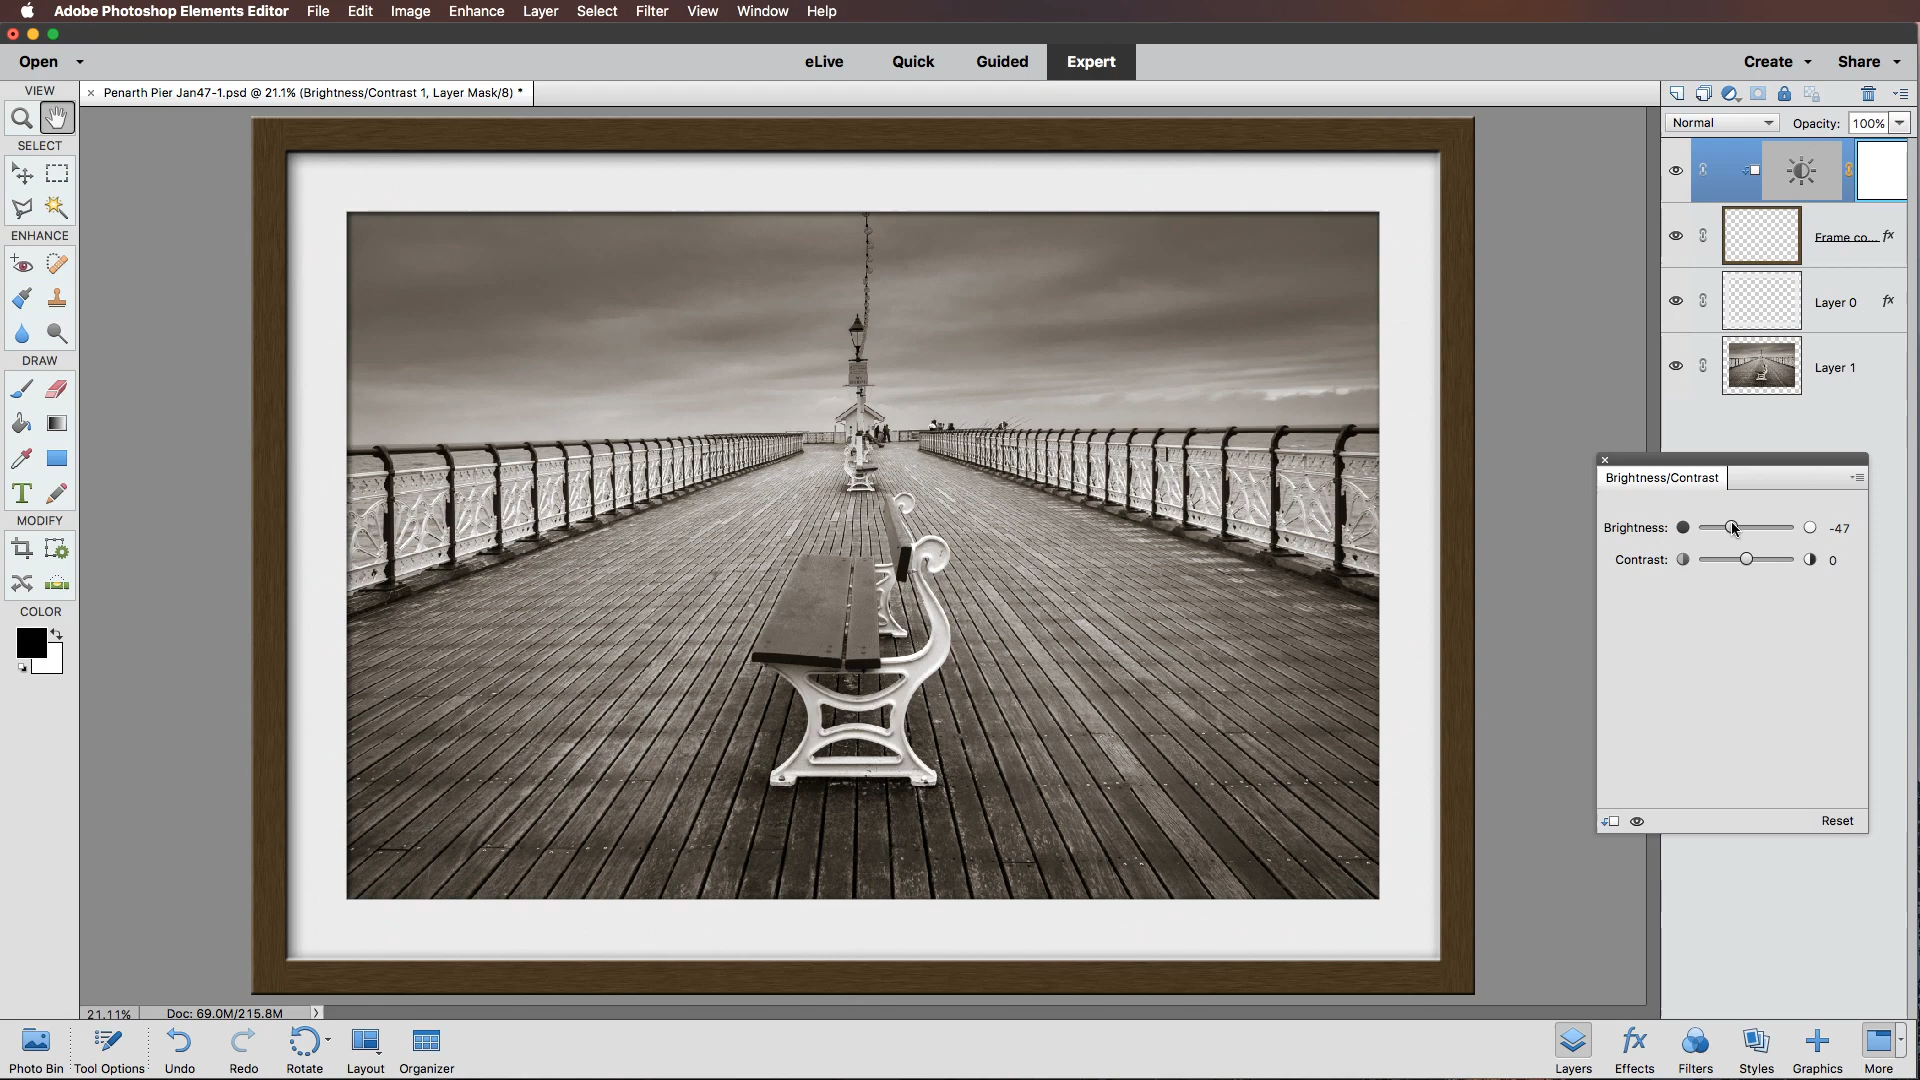 Adobe Photoshop Elements Editor File Edit Image Enhance Layer Select Filter View Window Help
Open eLive Quick Guided Expert Create Share
VIEW
Penarth Pier Jan47-1.psd @ 21.1% (Brightness/Contrast 1, Layer Mask/8) *
Normal Opacity: 100%
SELECT
ENHANCE
Frame co... fx
Layer 0 fx
DRAW
Layer 1
Brightness/Contrast
T
MODIFY
Brightness: -47
Contrast: 0
COLOR
Reset
21.11% Doc: 69.0M/215.8M
Photo Bin Tool Options Undo Redo Rotate Layout Organizer
fx
Layers Effects Filters Styles Graphics More